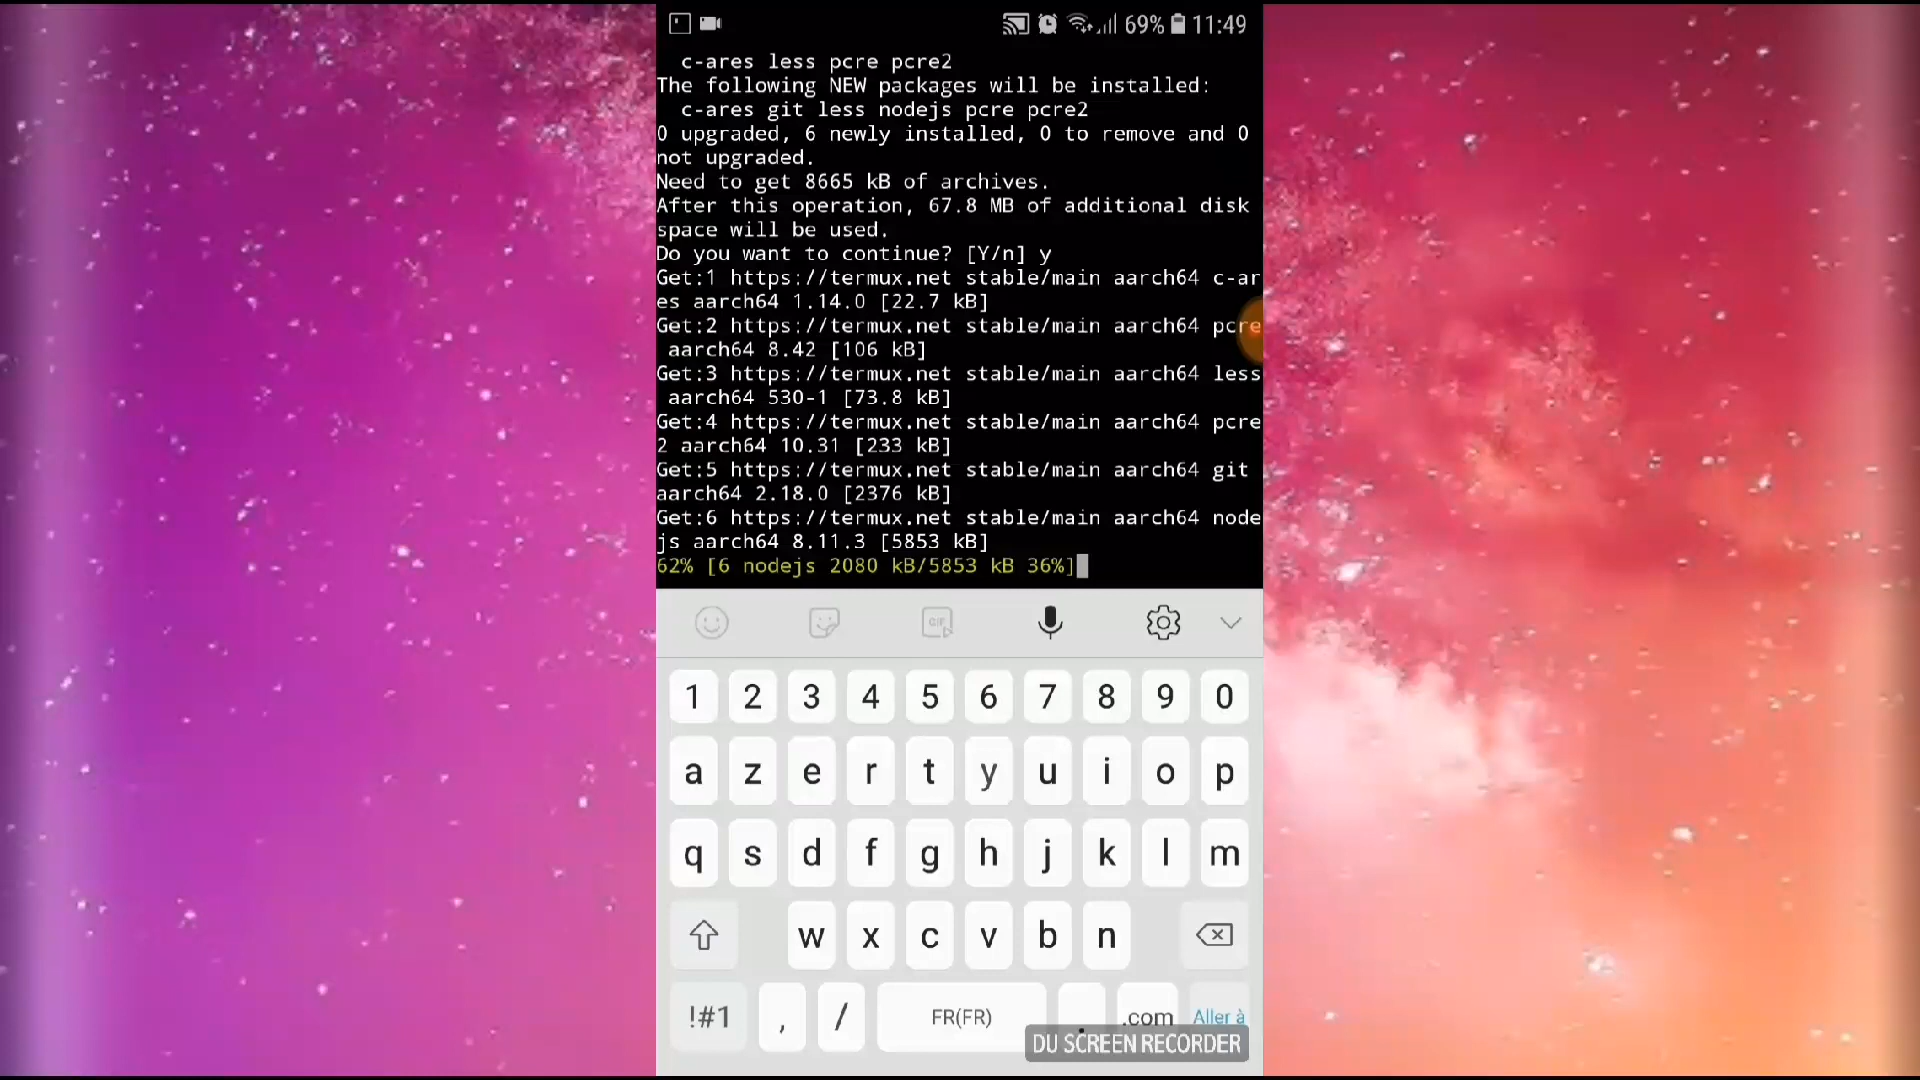 69% 11:49
c-ares less pcre pcre2
The following NEW packages will be installed:
c-ares git less nodejs pcre pcre2
0 upgraded, 6 newly installed, 0 to remove and 0
not upgraded.
Need to get 8665 kB of archives.
After this operation, 67.8 MB of additional disk
space will be used.
Do you want to continue? [Y/n] y
Get:1 https://termux.net stable/main aarch64 c-ar
es aarch64 1.14.0 [22.7 kB]
Get:2 https://termux.net stable/main aarch64 pcre
aarch64 8.42 [106 kB]
Get:3 https://termux.net stable/main aarch64 less
aarch64 530-1 [73.8 kB]
Get:4 https://termux.net stable/main aarch64 pcre
2 aarch64 10.31 [233 kB]
Get:5 https://termux.net stable/main aarch64 git
aarch64 2.18.0 [2376 kB]
Get:6 https://termux.net stable/main aarch64 node
js aarch64 8.11.3 [5853 kB]
62% [6 nodejs 2080 kB/5853 kB 36%]
GIF
1 2 3 4 5 6 7 8 9 0
a z e r t y u i o p
q s d f g h j k l m
w x c v b n
!#1 , / FR(FR) . .com Aller à
DU SCREEN RECORDER